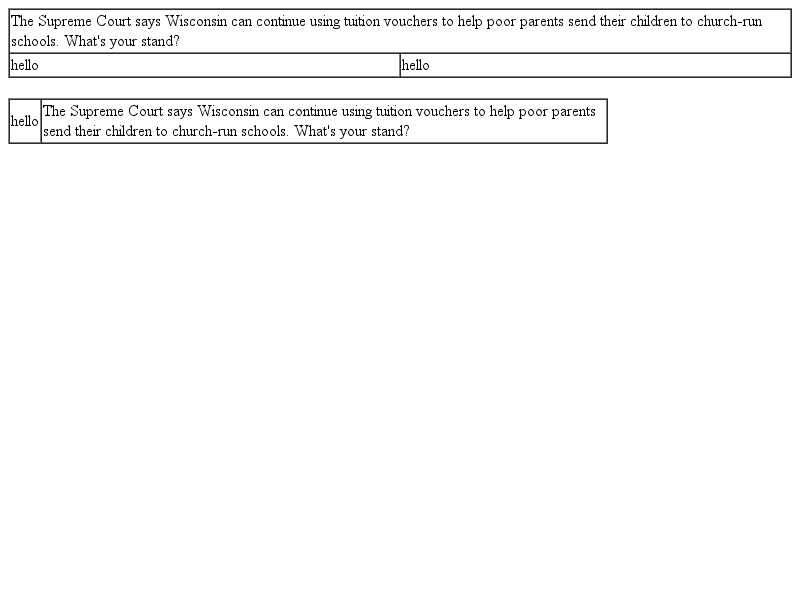 The Supreme Court says Wisconsin can continue using tuition vouchers to help poor parents send their children to church-run
schools. What's your stand?
hello hello
hello
The Supreme Court says Wisconsin can continue using tuition vouchers to help poor parents
send their children to church-run schools. What's your stand?